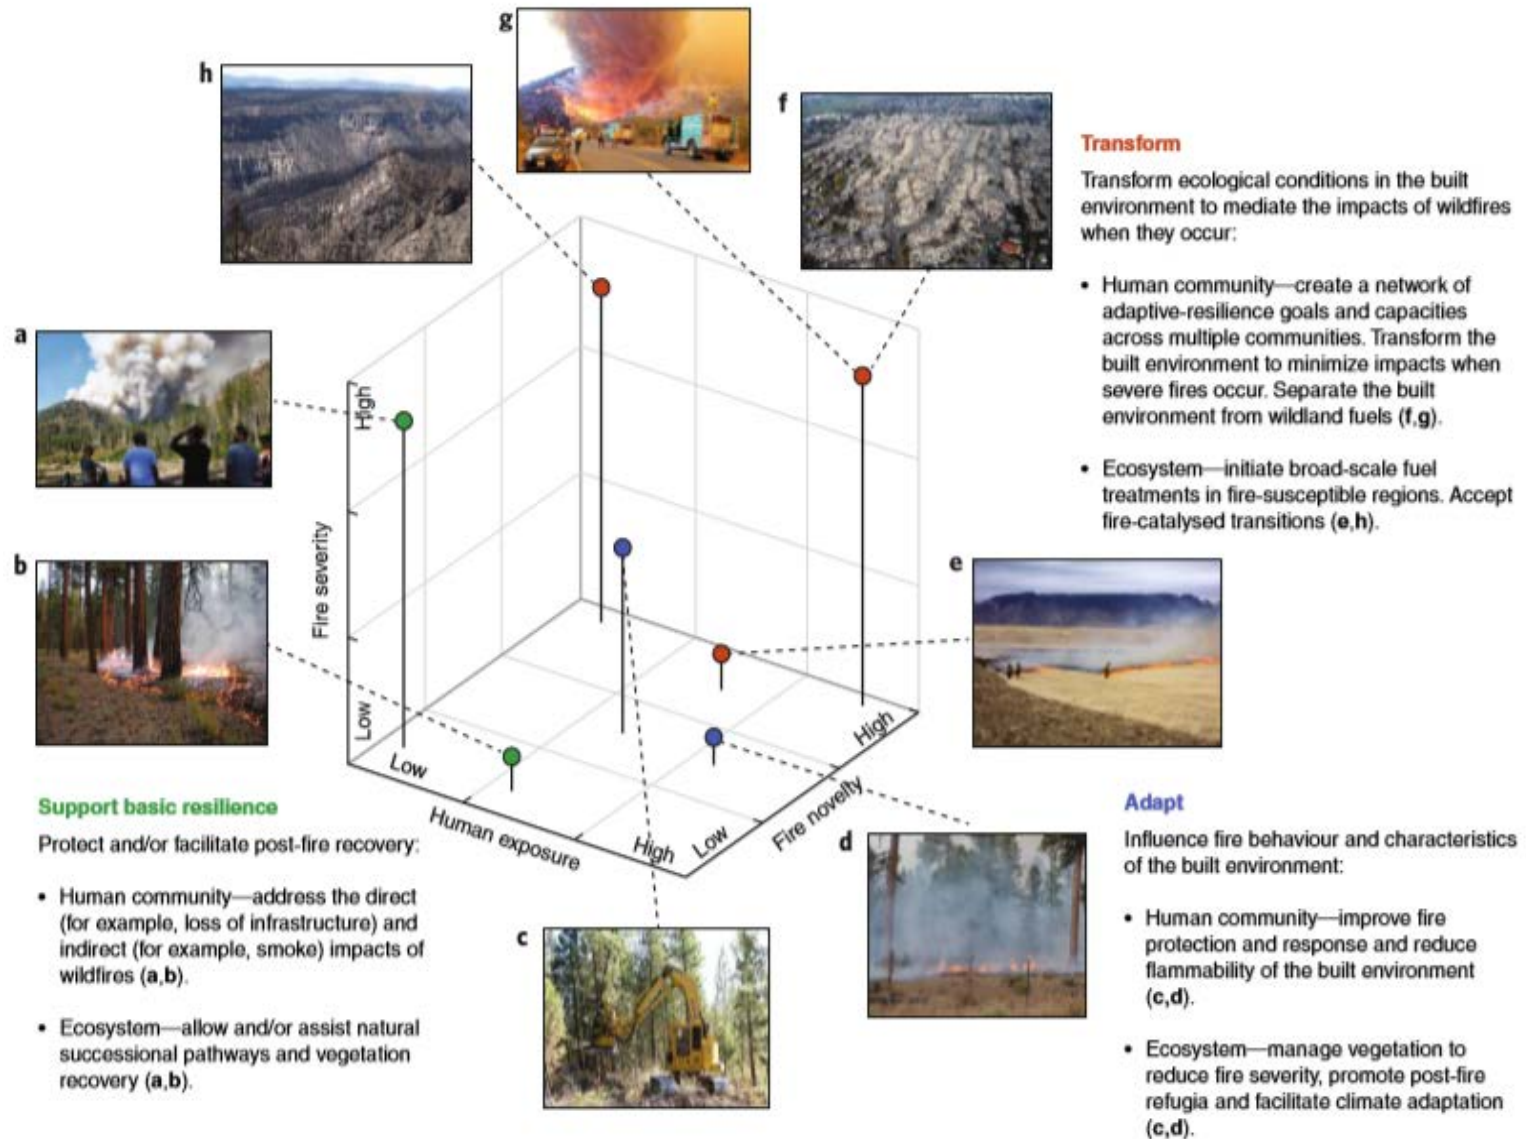 g
h
f
Transform
Transform ecological conditions in the built
environment to mediate the impacts of wildfires
when they occur:
• Human community—create a network of
adaptive-resilience goals and capacities
across multiple communities. Transform the
built environment to minimize impacts when
severe fires occur. Separate the built
environment from wildland fuels (f,g).
• Ecosystem—initiate broad-scale fuel
treatments in fire-susceptible regions. Accept
fire-catalysed transitions (e,h).
a
High
Fire severity
Low
b
e
Low
Human exposure
High
Low
Fire novelty
High
Support basic resilience
Protect and/or facilitate post-fire recovery:
• Human community—address the direct
(for example, loss of infrastructure) and
indirect (for example, smoke) impacts of
wildfires (a,b).
• Ecosystem—allow and/or assist natural
successional pathways and vegetation
recovery (a,b).
c
d
Adapt
Influence fire behaviour and characteristics
of the built environment:
• Human community—improve fire
protection and response and reduce
flammability of the built environment
(c,d).
• Ecosystem—manage vegetation to
reduce fire severity, promote post-fire
refugia and facilitate climate adaptation
(c,d).